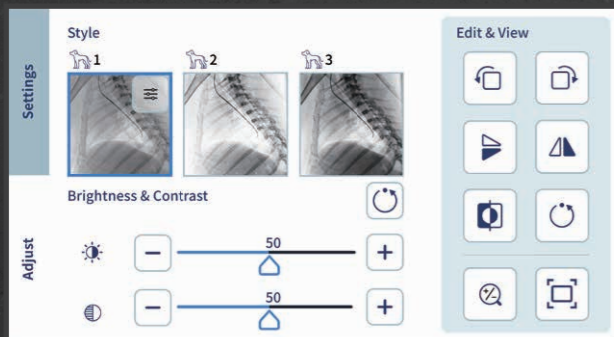 Settings
Adjust
Style
1
2
3
Brightness & Contrast
50
50
Edit & View